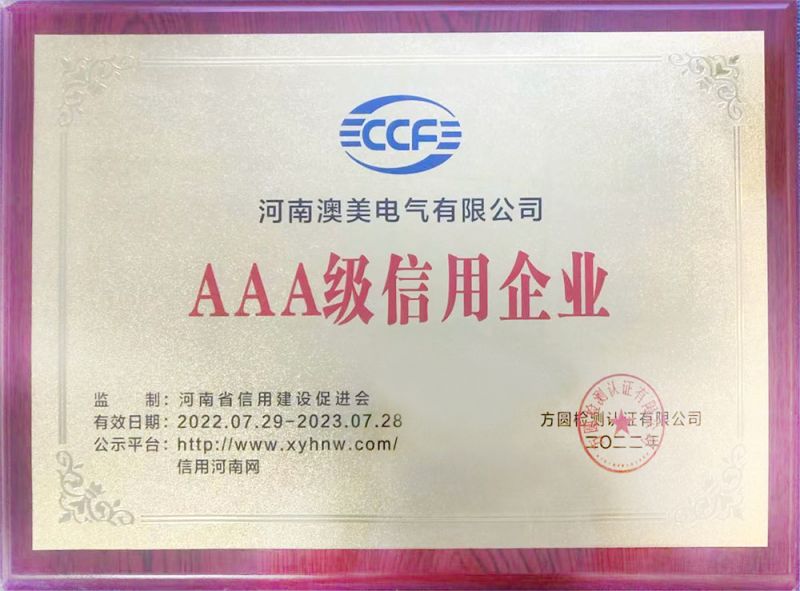 CCF
河南澳美电气有限公司
AAA级信用企业
监 制：河南省信用建设促进会
有效日期：2022.07.29-2023.07.28
公示平台：http://www.xyhnw.com/
信用河南网
方圆检测认证有限公司
二〇二二年